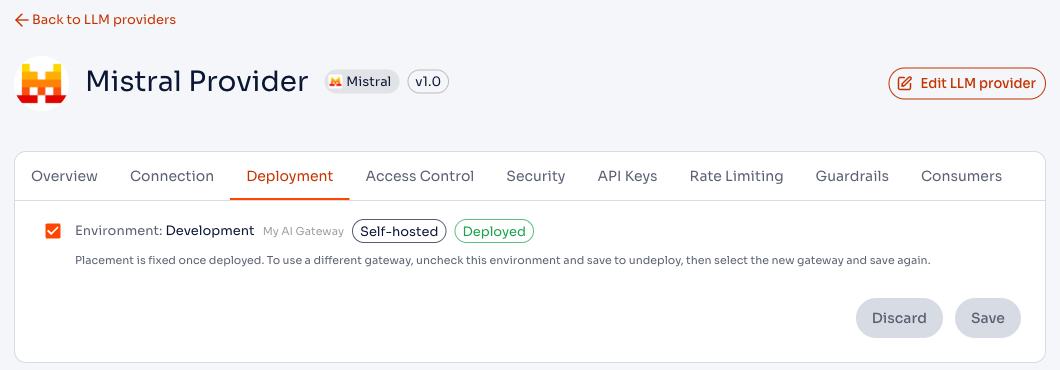 Back to LLM providers
Mistral Provider Mistral v1.0
Edit LLM provider
Overview Connection Deployment Access Control Security API Keys Rate Limiting Guardrails Consumers
Environment: Development My AI Gateway Self-hosted Deployed
Placement is fixed once deployed. To use a different gateway, uncheck this environment and save to undeploy, then select the new gateway and save again.
Discard Save